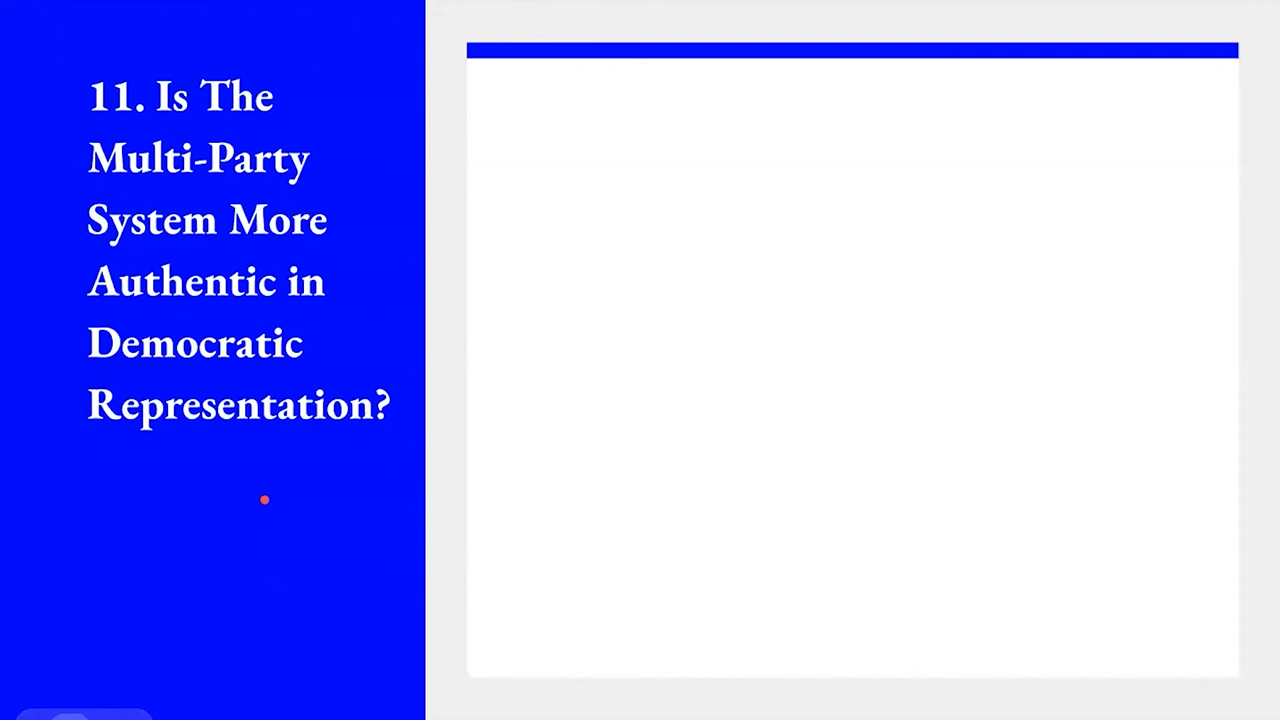 11. Is The
Multi-Party
System More
Authentic in
Democratic
Representation?